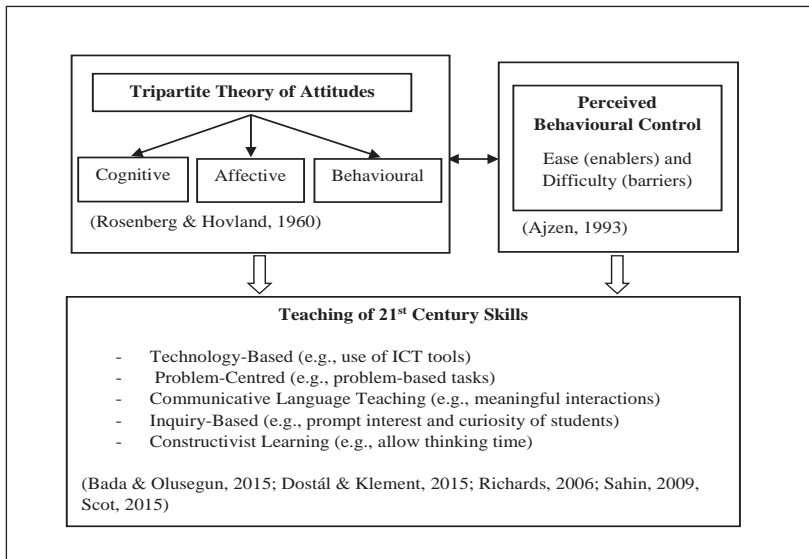 Tripartite Theory of Attitudes
Cognitive
Affective
Behavioural
(Rosenberg & Hovland, 1960)
Perceived
Behavioural Control
Ease (enablers) and
Difficulty (barriers)
(Ajzen, 1993)
Teaching of 21st Century Skills
- Technology-Based (e.g., use of ICT tools)
- Problem-Centred (e.g., problem-based tasks)
- Communicative Language Teaching (e.g., meaningful interactions)
- Inquiry-Based (e.g., prompt interest and curiosity of students)
- Constructivist Learning (e.g., allow thinking time)
(Bada & Olusegun, 2015; Dostál & Klement, 2015; Richards, 2006; Sahin, 2009,
Scot, 2015)